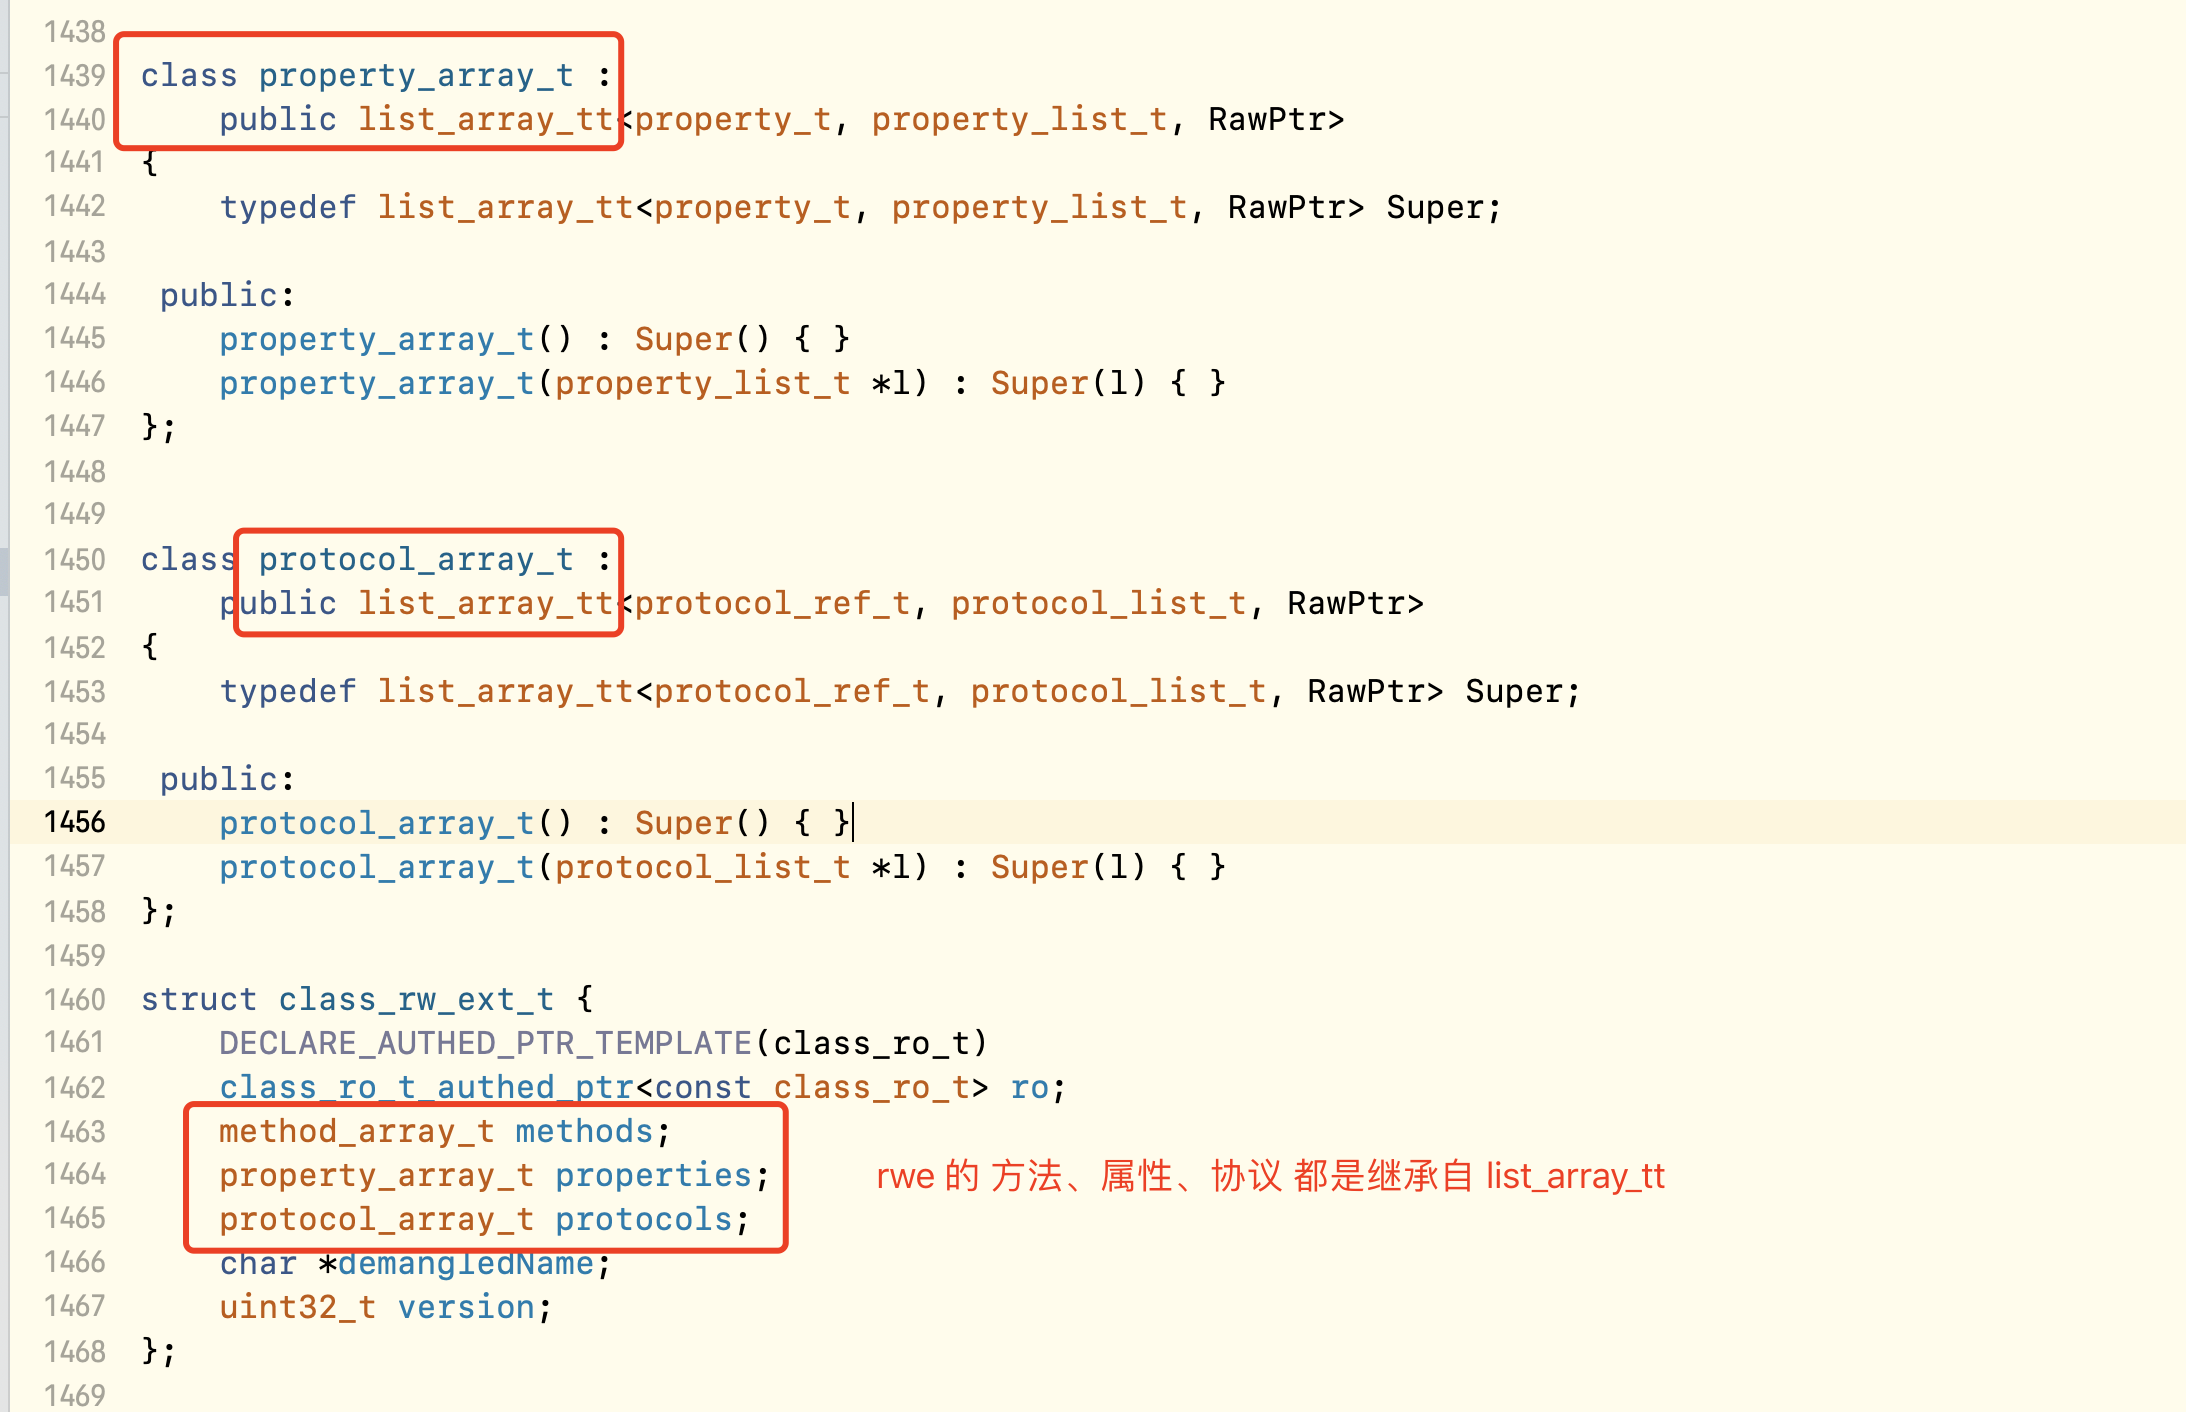 1438
1439 class property_array_t :
1440     public list_array_tt<property_t, property_list_t, RawPtr>
1441 {
1442     typedef list_array_tt<property_t, property_list_t, RawPtr> Super;
1443
1444  public:
1445     property_array_t() : Super() { }
1446     property_array_t(property_list_t *l) : Super(l) { }
1447 };
1448
1449
1450 class protocol_array_t :
1451     public list_array_tt<protocol_ref_t, protocol_list_t, RawPtr>
1452 {
1453     typedef list_array_tt<protocol_ref_t, protocol_list_t, RawPtr> Super;
1454
1455  public:
1456     protocol_array_t() : Super() { }
1457     protocol_array_t(protocol_list_t *l) : Super(l) { }
1458 };
1459
1460 struct class_rw_ext_t {
1461     DECLARE_AUTHED_PTR_TEMPLATE(class_ro_t)
1462     class_ro_t_authed_ptr<const class_ro_t> ro;
1463     method_array_t methods;
1464     property_array_t properties; rwe 的 方法、属性、协议 都是继承自 list_array_tt
1465     protocol_array_t protocols;
1466     char *demangledName;
1467     uint32_t version;
1468 };
1469